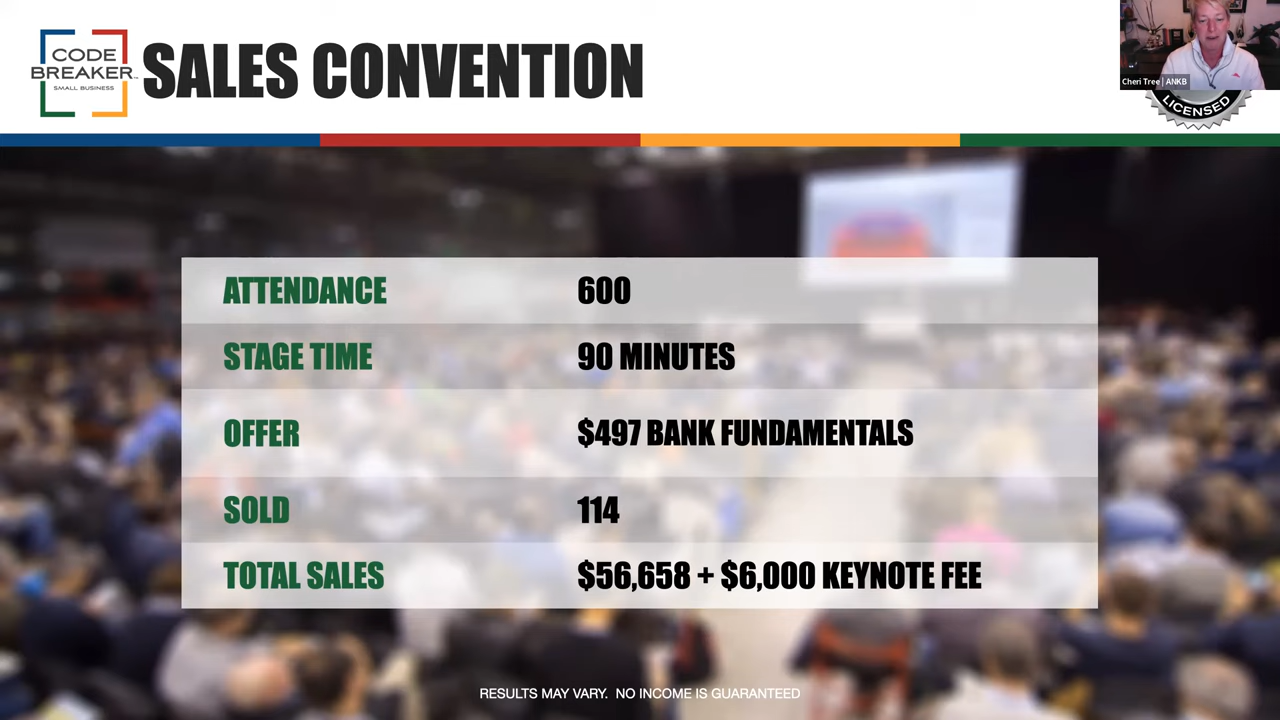 CODE
BREAKER
SMALL BUSINESS
SALES CONVENTION
Cheri Tree | ANKB
LICENSED
ATTENDANCE 600
STAGE TIME 90 MINUTES
OFFER $497 BANK FUNDAMENTALS
SOLD 114
TOTAL SALES $56,658 + $6,000 KEYNOTE FEE
RESULTS MAY VARY. NO INCOME IS GUARANTEED